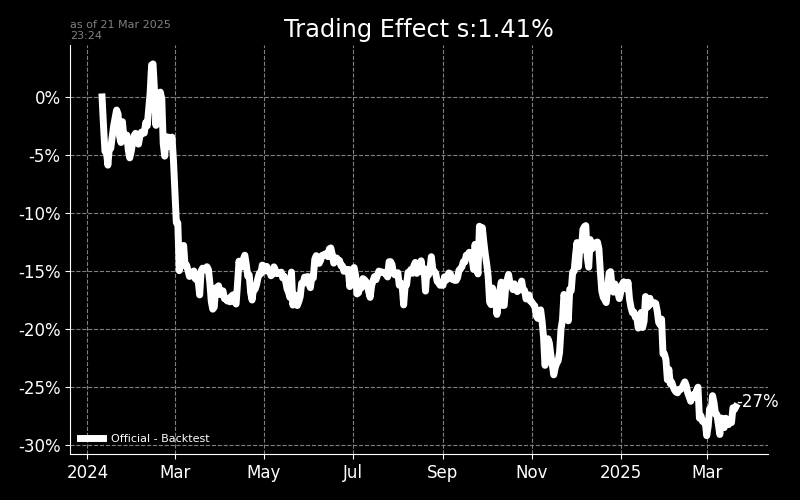 as of 21 Mar 2025
23:24
Trading Effect s:1.41%
0%
-5%
-10%
-15%
-20%
-25%
-30%
-27%
Official - Backtest
2024 Mar May Jul Sep Nov 2025 Mar